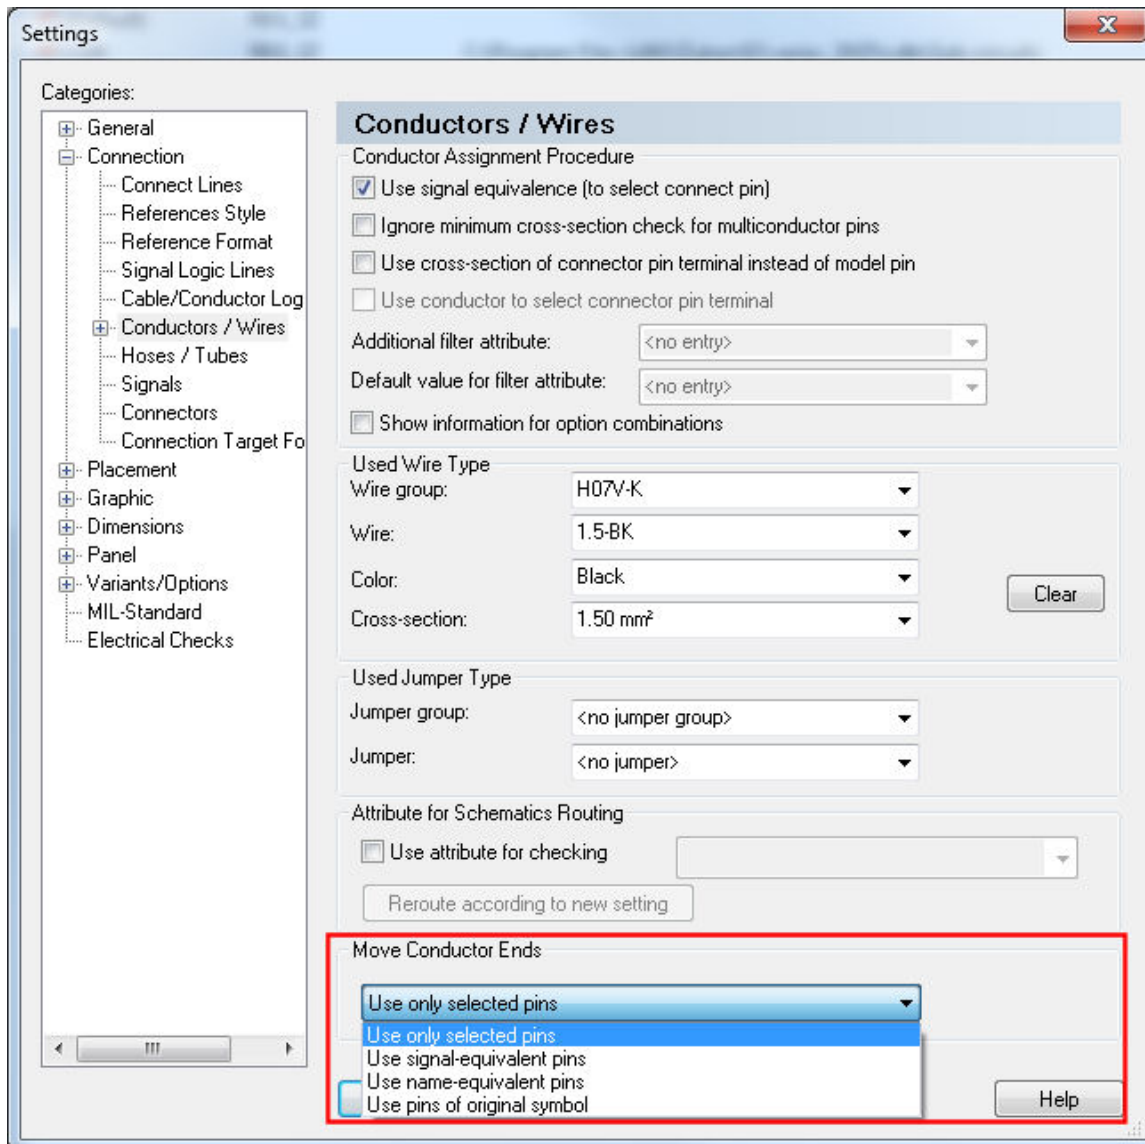 Settings
Categories:
General
Connection
Connect Lines
References Style
Reference Format
Signal Logic Lines
Cable/Conductor Log
Conductors / Wires
Hoses / Tubes
Signals
Connectors
Connection Target Fo
Placement
Graphic
Dimensions
Panel
Variants/Options
MIL-Standard
Electrical Checks
Conductors / Wires
Conductor Assignment Procedure
Use signal equivalence (to select connect pin)
Ignore minimum cross-section check for multiconductor pins
Use cross-section of connector pin terminal instead of model pin
Use conductor to select connector pin terminal
Additional filter attribute: <no entry>
Default value for filter attribute: <no entry>
Show information for option combinations
Used Wire Type
Wire group: H07V-K
Wire: 1.5-BK
Color: Black
Clear
Cross-section: 1.50 mm²
Used Jumper Type
Jumper group: <no jumper group>
Jumper: <no jumper>
Attribute for Schematics Routing
Use attribute for checking
Reroute according to new setting
Move Conductor Ends
Use only selected pins
Use only selected pins
Use signal-equivalent pins
Use name-equivalent pins
Use pins of original symbol
Help